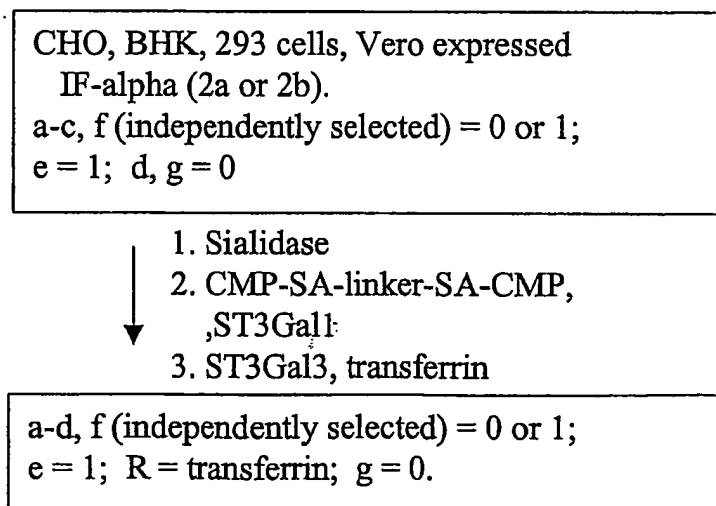 CHO, BHK, 293 cells, Vero expressed
IF-alpha (2a or 2b).
a-c, f (independently selected) = 0 or 1;
e = 1; d, g = 0
1. Sialidase
2. CMP-SA-linker-SA-CMP,
,ST3Gal1
3. ST3Gal3, transferrin
a-d, f (independently selected) = 0 or 1;
e = 1; R = transferrin; g = 0.